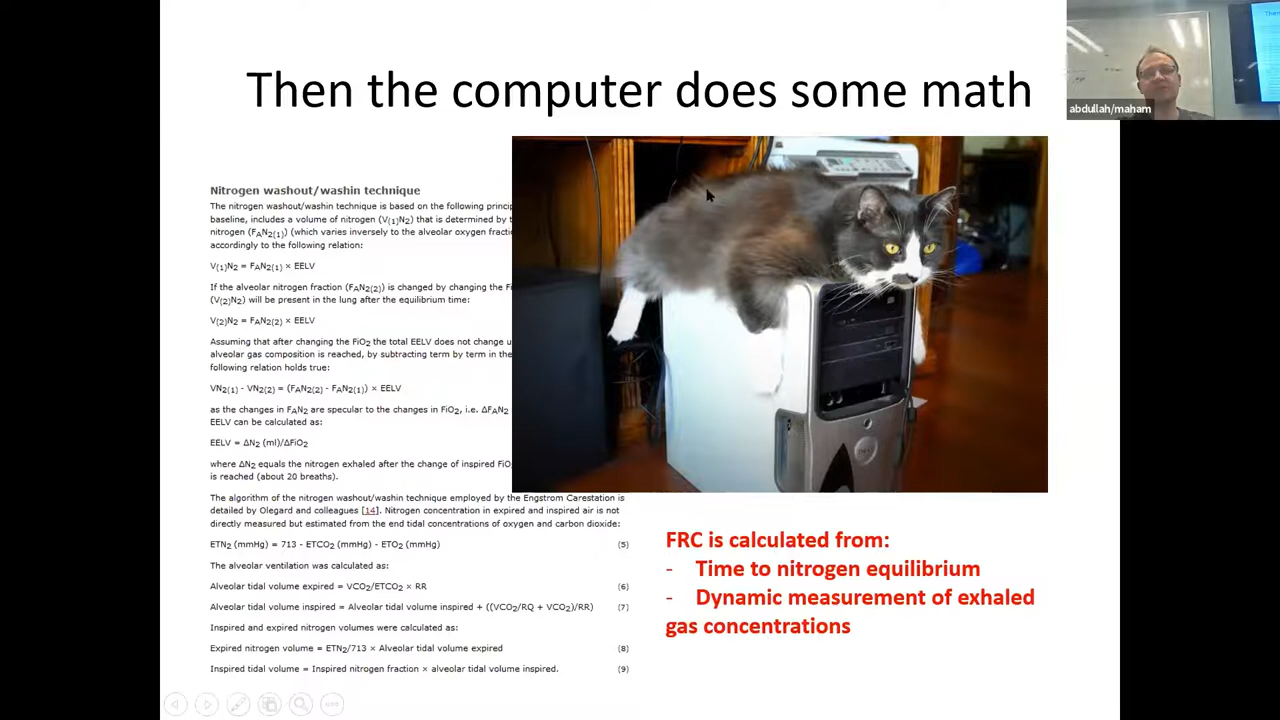 Then the computer does some math
abdullah/maham
Nitrogen washout/washin technique
The nitrogen washout/washin technique is based on the following
baseline, includes a volume of nitrogen (V(1)N2) that is determined by
nitrogen (FAN2(1)) (which varies inversely to the alveolar oxygen
accordingly to the following relation:
V(1)N2 = FAN2(1) × EELV
If the alveolar nitrogen fraction (FAN2(2)) is changed by changing the
(V(2)N2) will be present in the lung after the equilibrium time:
V(2)N2 = FAN2(2) × EELV
Assuming that after changing the FiO2 the total EELV does not change
alveolar gas composition is reached, by subtracting term by term in the
following relation holds true:
VN2(1) - VN2(2) = (FAN2(2) - FAN2(1)) × EELV
as the changes in FAN2 are specular to the changes in FiO2, i.e. ΔFAN2
EELV can be calculated as:
EELV = ΔN2 (ml)/ΔFiO2
where ΔN2 equals the nitrogen exhaled after the change of inspired FiO2
is reached (about 20 breaths).
The algorithm of the nitrogen washout/washin technique employed by the Engstrom Carestation is
detailed by Olegard and colleagues [14]. Nitrogen concentration in expired and inspired air is not
directly measured but estimated from the end tidal concentrations of oxygen and carbon dioxide:
ETN2 (mmHg) = 713 - ETCO2 (mmHg) - ETO2 (mmHg) (5)
The alveolar ventilation was calculated as:
Alveolar tidal volume expired = VCO2/ETCO2 × RR (6)
Alveolar tidal volume inspired = Alveolar tidal volume inspired + ((VCO2/RQ + VCO2)/RR) (7)
Inspired and expired nitrogen volumes were calculated as:
Expired nitrogen volume = ETN2/713 × Alveolar tidal volume expired (8)
Inspired tidal volume = Inspired nitrogen fraction × alveolar tidal volume inspired. (9)
FRC is calculated from:
- Time to nitrogen equilibrium
- Dynamic measurement of exhaled
gas concentrations